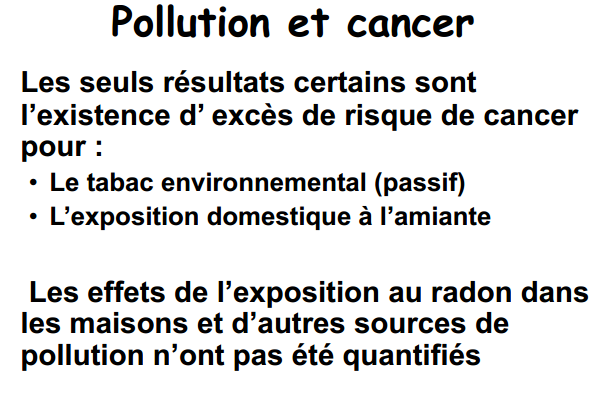 Pollution et cancer
Les seuls résultats certains sont
l’existence d’ excès de risque de cancer
pour :
• Le tabac environnemental (passif)
• L’exposition domestique à l’amiante
Les effets de l’exposition au radon dans
les maisons et d’autres sources de
pollution n’ont pas été quantifiés